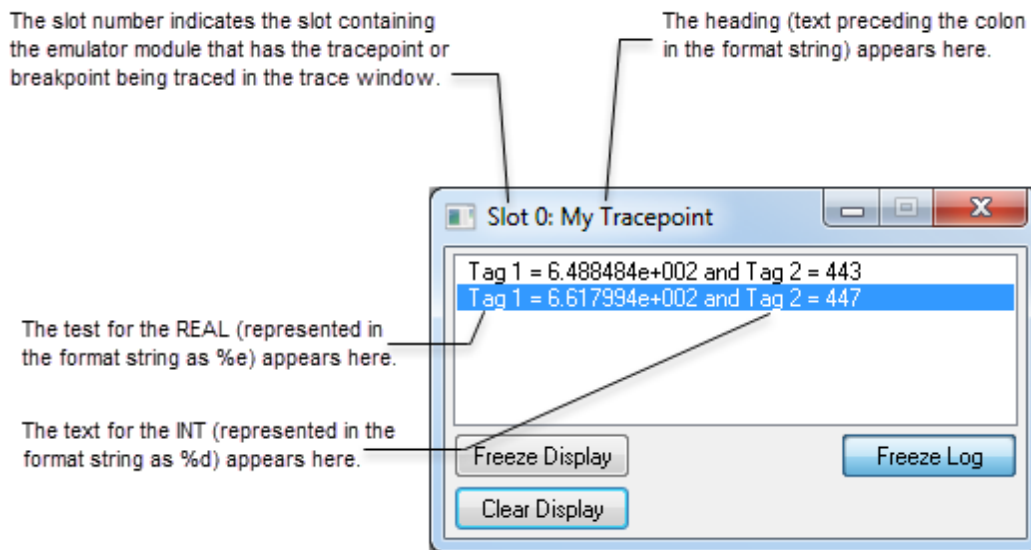 The slot number indicates the slot containing
the emulator module that has the tracepoint or
breakpoint being traced in the trace window.
The heading (text preceding the colon
in the format string) appears here.
Slot 0: My Tracepoint
Tag 1 = 6.488484e+002 and Tag 2 = 443
Tag 1 = 6.617994e+002 and Tag 2 = 447
The test for the REAL (represented in
the format string as %e) appears here.
The text for the INT (represented in the
format string as %d) appears here.
Freeze Display
Freeze Log
Clear Display